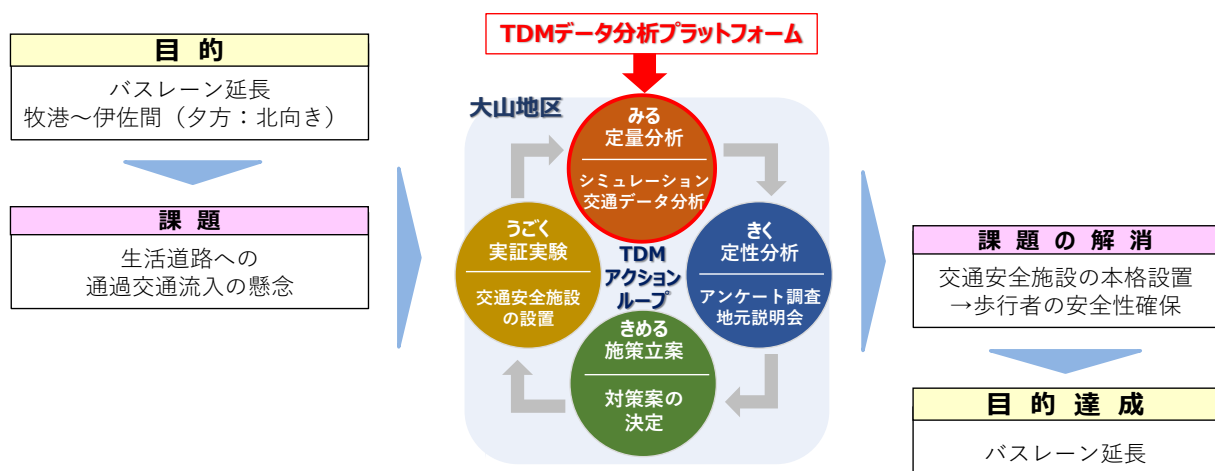 目的
バスレーン延長
牧港～伊佐間（夕方：北向き）
課題
生活道路への
通過交通流入の懸念
TDMデータ分析プラットフォーム
大山地区
みる
定量分析
シミュレーション
交通データ分析
きく
定性分析
アンケート調査
地元説明会
きめる
施策立案
対策案の
決定
うごく
実証実験
交通安全施設
の設置
TDM
アクション
ループ
課題の解消
交通安全施設の本格設置
→歩行者の安全性確保
目的達成
バスレーン延長